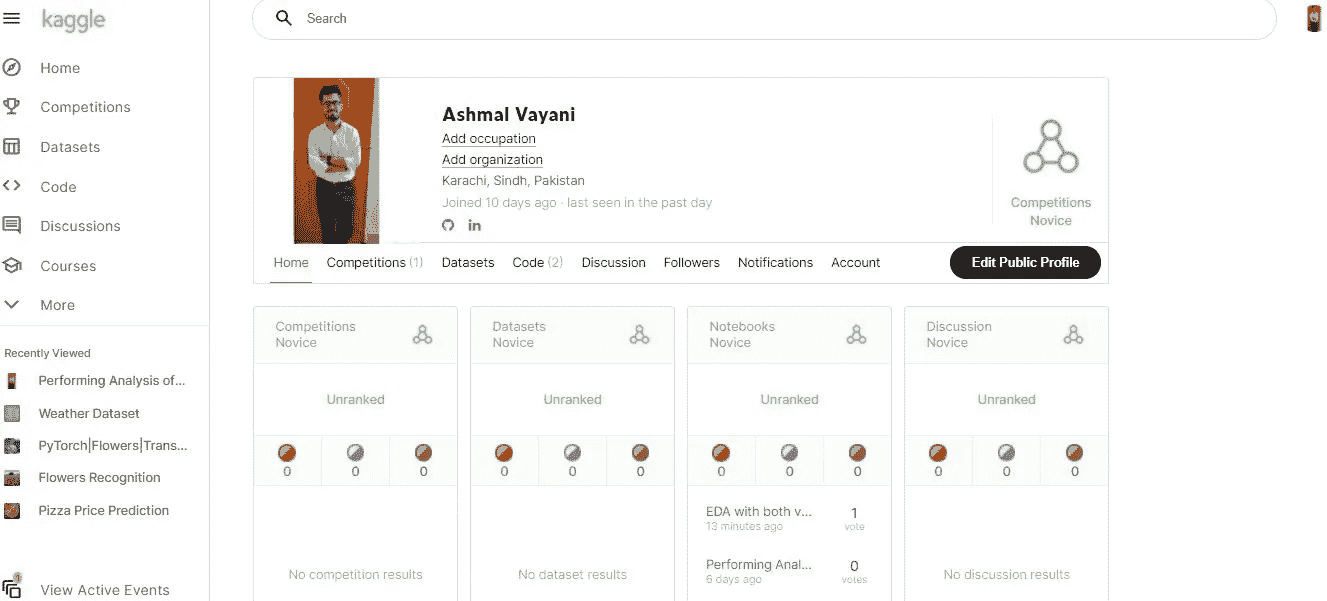 kaggle
Search
Home
Competitions
Datasets
Code
Discussions
Courses
More
Recently Viewed
Performing Analysis of...
Weather Dataset
PyTorch|Flowers|Trans...
Flowers Recognition
Pizza Price Prediction
1
View Active Events
Ashmal Vayani
Add occupation
Add organization
Karachi, Sindh, Pakistan
Joined 10 days ago · last seen in the past day
in
Competitions
Novice
Home Competitions (1) Datasets Code (2) Discussion Followers Notifications Account Edit Public Profile
Competitions
Novice
Unranked
0 0 0
No competition results
Datasets
Novice
Unranked
0 0 0
No dataset results
Notebooks
Novice
Unranked
0 0 0
EDA with both v... 1
13 minutes ago vote
Performing Anal... 0
6 days ago votes
Discussion
Novice
Unranked
0 0 0
No discussion results